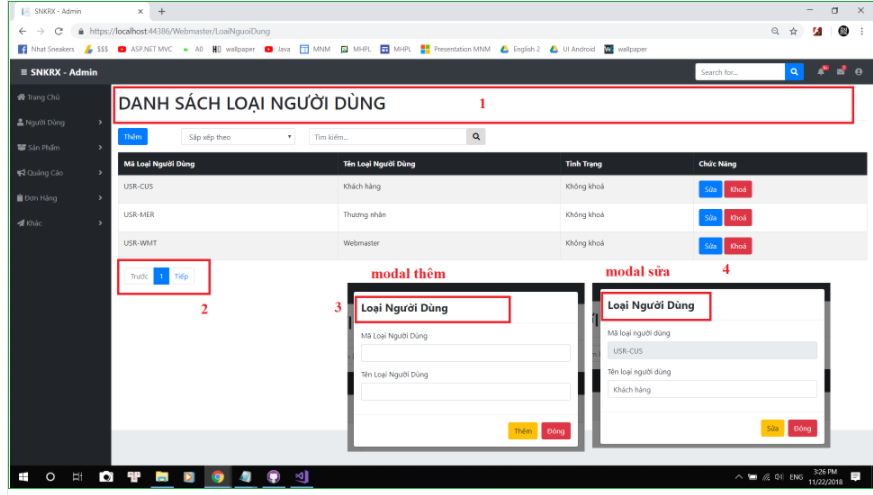 SNKRX - Admin
https://localhost:44386/Webmaster/LoaiNguoiDung
Nhat Sneakers $$$ ASP.NET MVC A0 wallpaper Java MNM MHPL MHPL Presentation MNM English 2 UI Android wallpaper
≡ SNKRX - Admin Search for...
Trang Chủ
DANH SÁCH LOẠI NGƯỜI DÙNG 1
Người Dùng
Thêm Sắp xếp theo Tìm kiếm...
Sản Phẩm
Mã Loại Người Dùng Tên Loại Người Dùng Tình Trạng Chức Năng
Quảng Cáo
USR-CUS Khách hàng Không khoá Sửa Khoá
Đơn Hàng
USR-MER Thương nhân Không khoá Sửa Khoá
Khác
USR-WMT Webmaster Không khoá Sửa Khoá
Trước 1 Tiếp
2
modal thêm
3
Loại Người Dùng
Mã Loại Người Dùng
Tên Loại Người Dùng
Thêm Đóng
modal sửa 4
Loại Người Dùng
Mã loại người dùng
USR-CUS
Tên loại người dùng
Khách hàng
Sửa Đóng
ENG 3:26 PM
11/22/2018